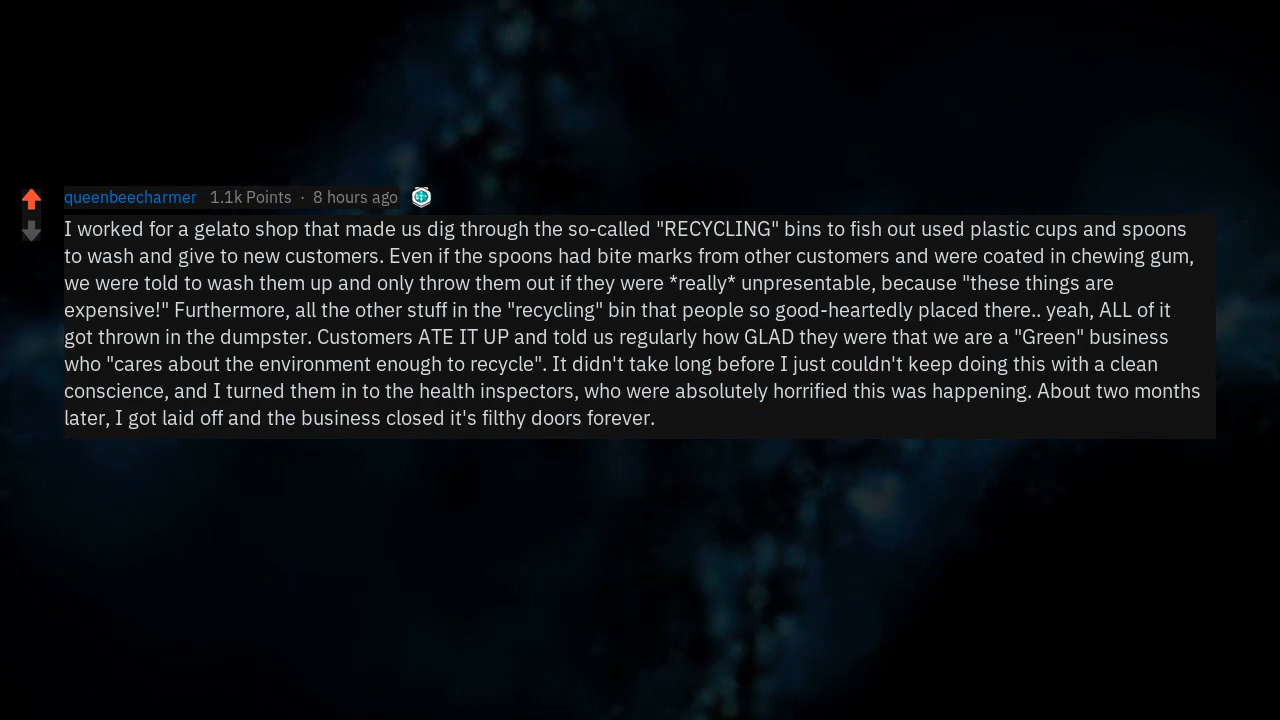 queenbeecharmer 1.1k Points · 8 hours ago
I worked for a gelato shop that made us dig through the so-called "RECYCLING" bins to fish out used plastic cups and spoons
to wash and give to new customers. Even if the spoons had bite marks from other customers and were coated in chewing gum,
we were told to wash them up and only throw them out if they were *really* unpresentable, because "these things are
expensive!" Furthermore, all the other stuff in the "recycling" bin that people so good-heartedly placed there.. yeah, ALL of it
got thrown in the dumpster. Customers ATE IT UP and told us regularly how GLAD they were that we are a "Green" business
who "cares about the environment enough to recycle". It didn't take long before I just couldn't keep doing this with a clean
conscience, and I turned them in to the health inspectors, who were absolutely horrified this was happening. About two months
later, I got laid off and the business closed it's filthy doors forever.